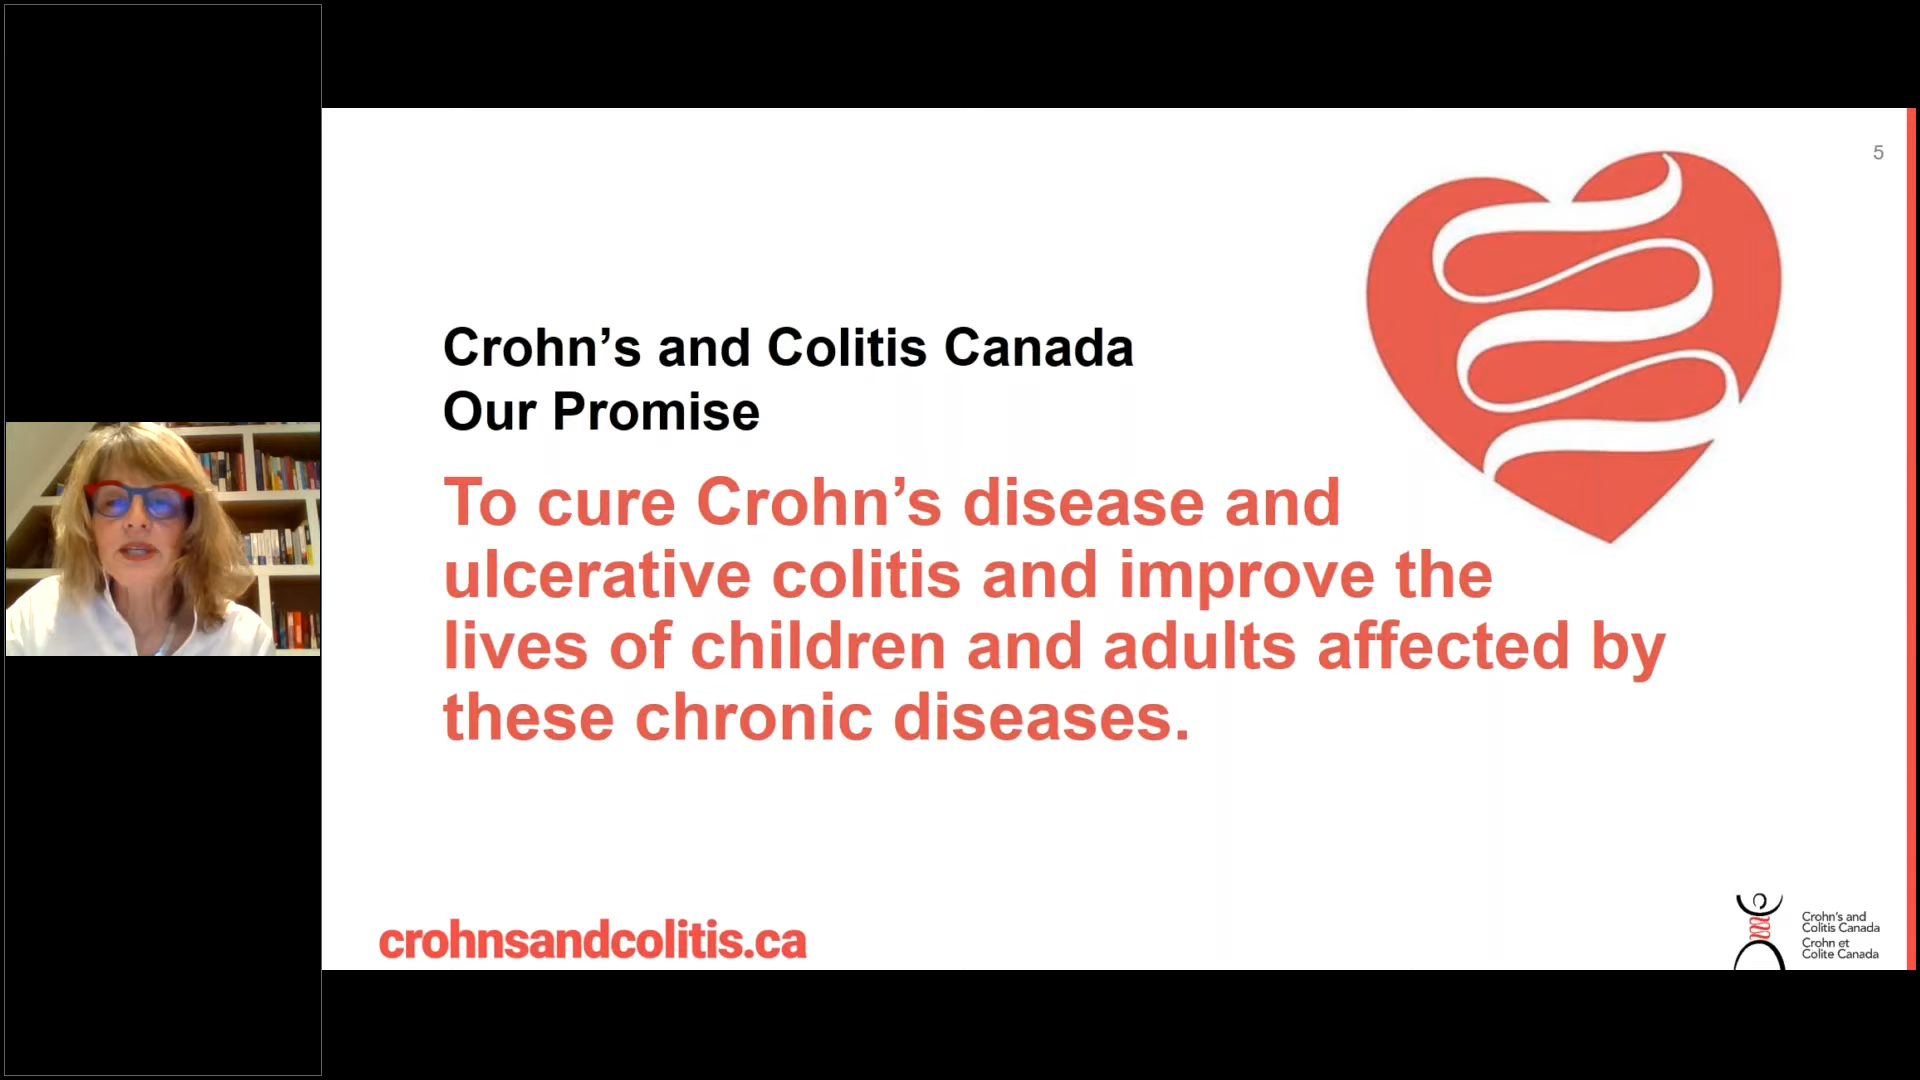 5
Crohn’s and Colitis Canada
Our Promise
To cure Crohn’s disease and
ulcerative colitis and improve the
lives of children and adults affected by
these chronic diseases.
crohnsandcolitis.ca
Crohn's and
Colitis Canada
Crohn et
Colite Canada